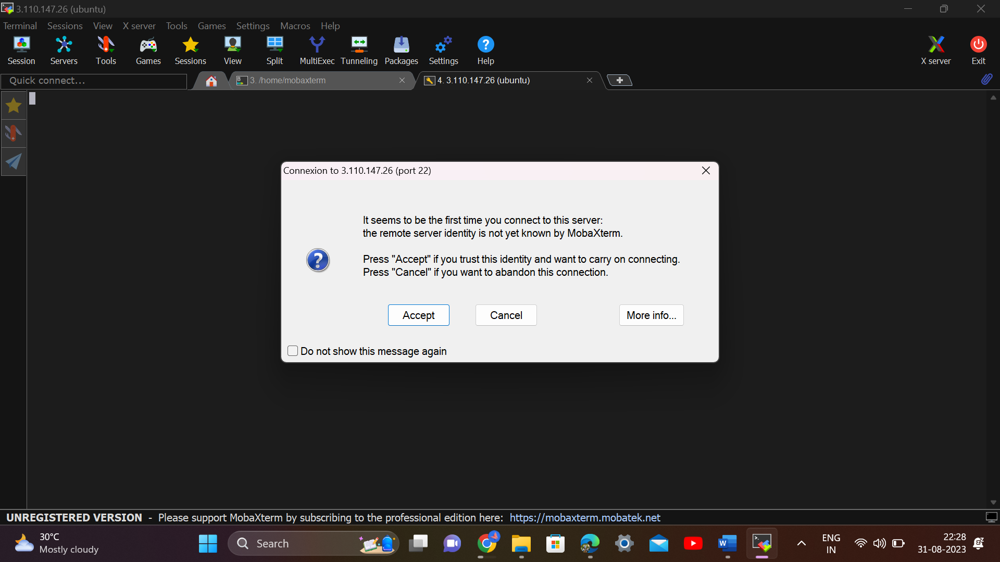 3.110.147.26 (ubuntu)
Terminal Sessions View X server Tools Games Settings Macros Help
Session Servers Tools Games Sessions View Split MultiExec Tunneling Packages Settings Help X server Exit
Quick connect...
3. /home/mobaxterm
4. 3.110.147.26 (ubuntu)
Connexion to 3.110.147.26 (port 22)
It seems to be the first time you connect to this server:
the remote server identity is not yet known by MobaXterm.
Press "Accept" if you trust this identity and want to carry on connecting.
Press "Cancel" if you want to abandon this connection.
Accept Cancel More info...
Do not show this message again
UNREGISTERED VERSION - Please support MobaXterm by subscribing to the professional edition here: https://mobaxterm.mobatek.net
30°C
Mostly cloudy
Search
ENG
IN
22:28
31-08-2023